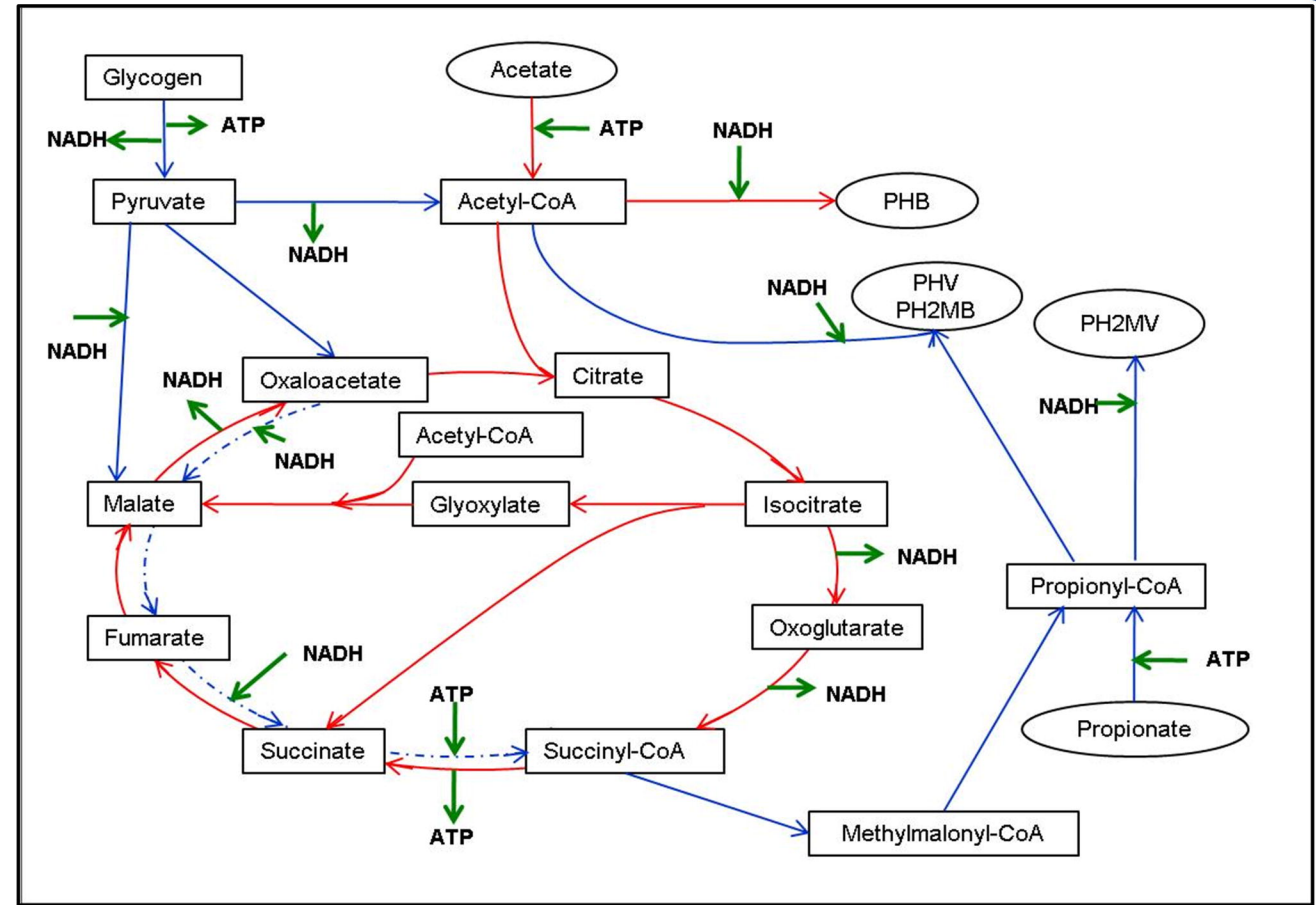 Glycogen
Acetate
NADH
ATP
ATP
NADH
Pyruvate
Acetyl-CoA
PHB
NADH
NADH
PHV
PH2MB
PH2MV
NADH
Oxaloacetate
Citrate
NADH
NADH
Acetyl-CoA
NADH
Malate
Glyoxylate
Isocitrate
NADH
Propionyl-CoA
Fumarate
Oxoglutarate
NADH
ATP
ATP
NADH
Propionate
Succinate
Succinyl-CoA
ATP
Methylmalonyl-CoA